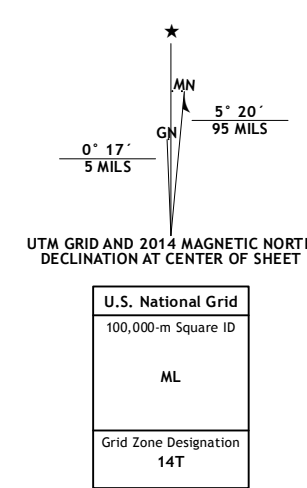 MN
GN
5° 20´
95 MILS
0° 17´
5 MILS
UTM GRID AND 2014 MAGNETIC NORTH
DECLINATION AT CENTER OF SHEET
U.S. National Grid
100,000-m Square ID
ML
Grid Zone Designation
14T